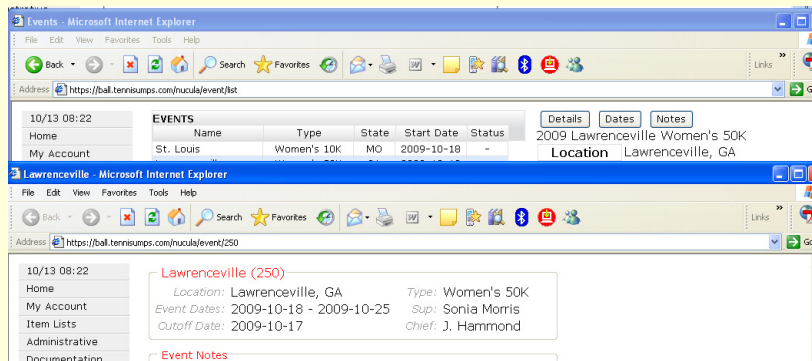 Events - Microsoft Internet Explorer
File Edit View Favorites Tools Help
Back Search Favorites Links »
Address https://ball.tennisumps.com/nucula/event/list
10/13 08:22 EVENTS Details Dates Notes
Home Name Type State Start Date Status 2009 Lawrenceville Women's 50K
My Account St. Louis Women's 10K MO 2009-10-18 - Location Lawrenceville, GA
Lawrenceville - Microsoft Internet Explorer
File Edit View Favorites Tools Help
Back Search Favorites Links »
Address https://ball.tennisumps.com/nucula/event/250
10/13 08:22 Lawrenceville (250)
Home Location: Lawrenceville, GA Type: Women's 50K
My Account Event Dates: 2009-10-18 - 2009-10-25 Sup: Sonia Morris
Item Lists Cutoff Date: 2009-10-17 Chief: J. Hammond
Administrative
Documentation Event Notes